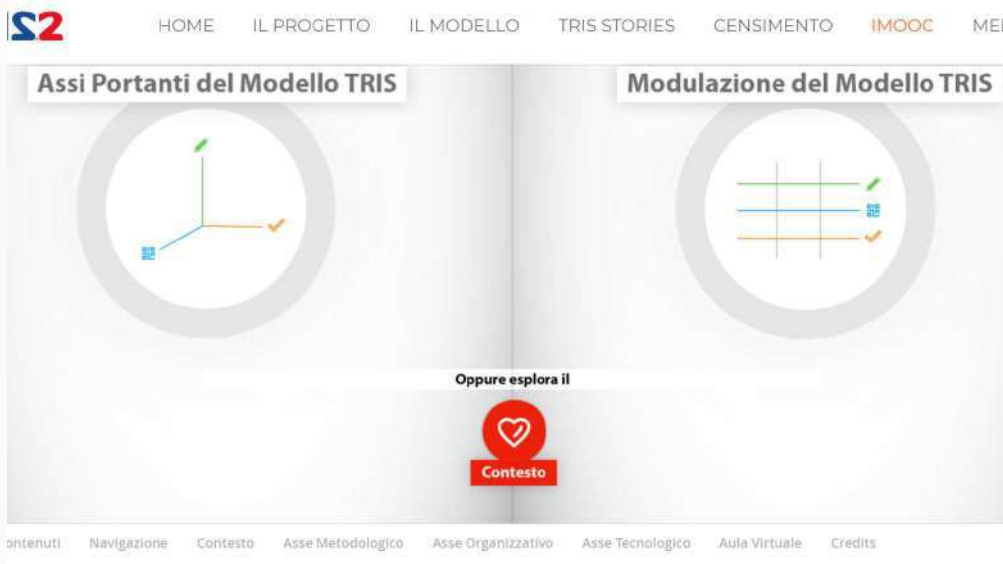 S2 HOME IL PROGETTO IL MODELLO TRIS STORIES CENSIMENTO IMOOC
Assi Portanti del Modello TRIS
Modulazione del Modello TRIS
Oppure esplora il
Contesto
ontenuti Navigazione Contesto Asse Metodologico Asse Organizzativo Asse Tecnologico Aula Virtuale Credits